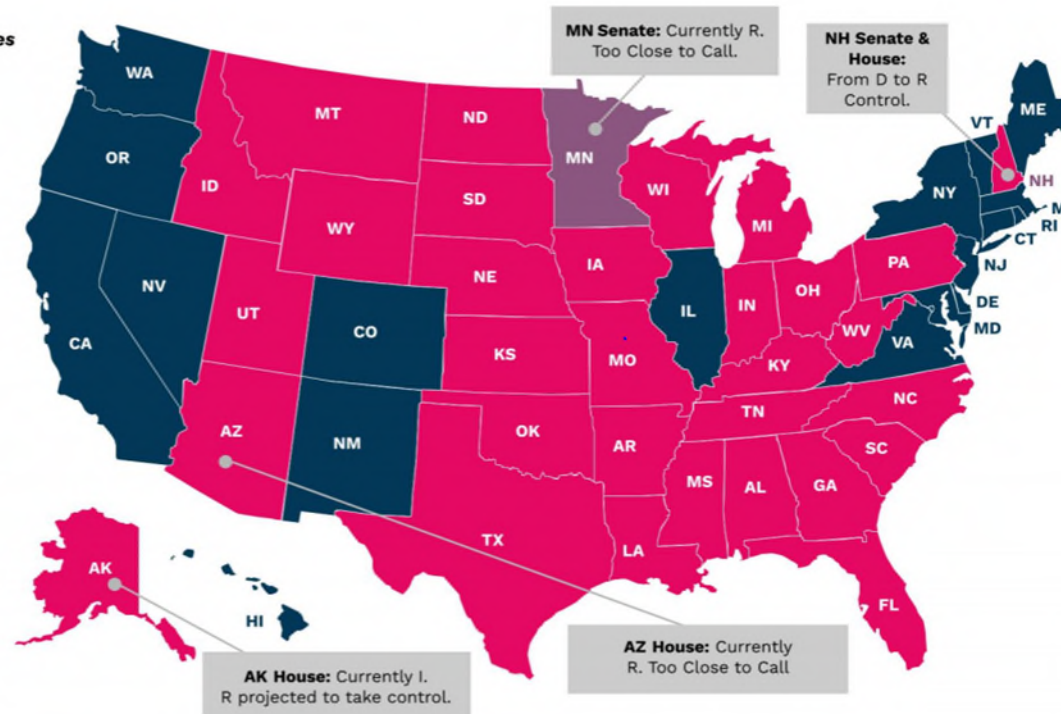 es
MN Senate: Currently R.
Too Close to Call.
NH Senate &
House:
From D to R
Control.
WA
MT
ND
MN
VT
ME
OR
ID
SD
WI
NY
NH
M
RI
CT
WY
MI
IA
PA
NJ
NE
NV
OH
DE
MD
UT
IL
IN
CO
WV
VA
CA
KS
MO
KY
NC
TN
AZ
OK
NM
AR
SC
MS
AL
GA
TX
LA
AK
FL
HI
AZ House: Currently
R. Too Close to Call
AK House: Currently I.
R projected to take control.